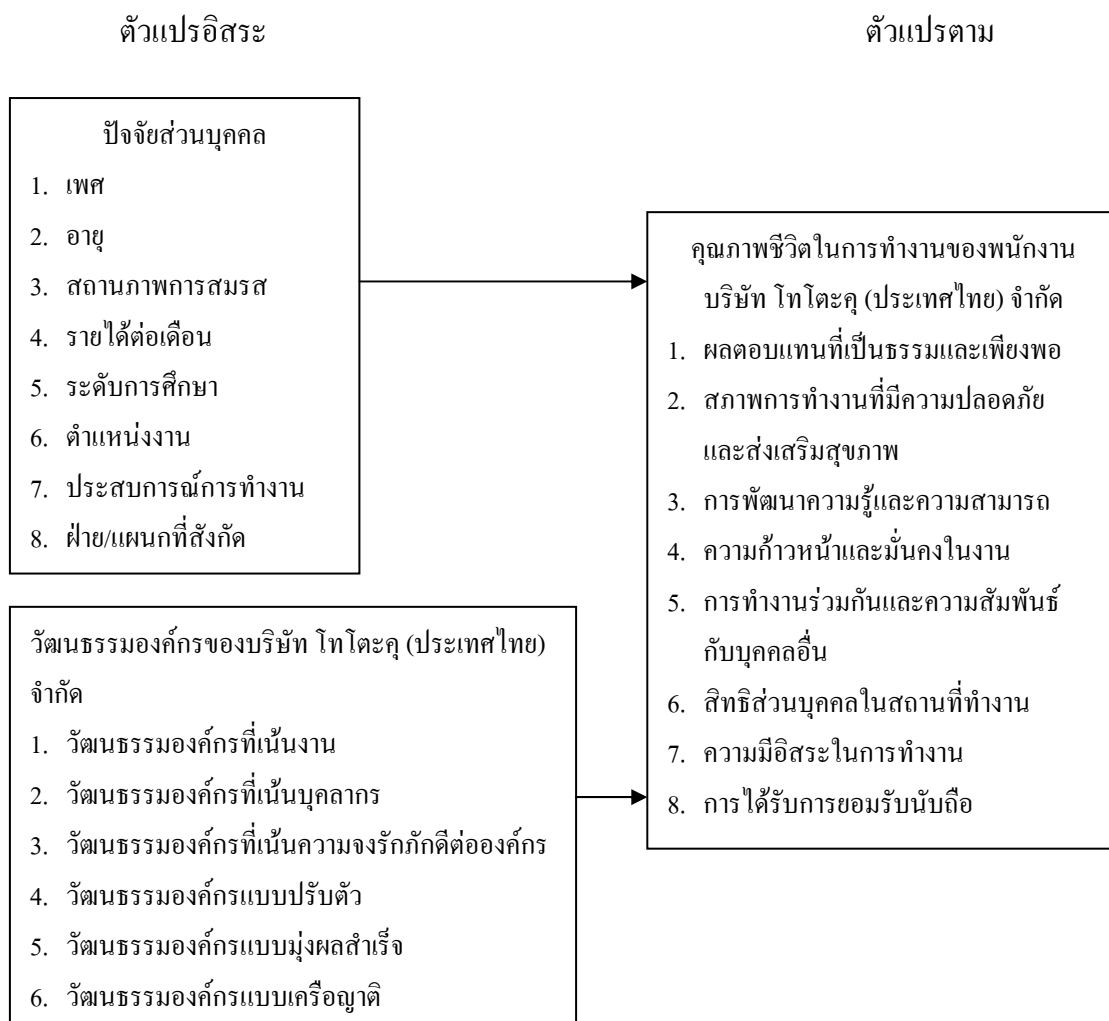 ตัวแปรอิสระ
ตัวแปรตาม
ปัจจัยส่วนบุคคล
1. เพศ
2. อายุ
3. สถานภาพการสมรส
4. รายได้ต่อเดือน
5. ระดับการศึกษา
6. ตำแหน่งงาน
7. ประสบการณ์การทำงาน
8. ฝ่าย/แผนกที่สังกัด
วัฒนธรรมองค์กรของบริษัท โทโตะคุ (ประเทศไทย)
จำกัด
1. วัฒนธรรมองค์กรที่เน้นงาน
2. วัฒนธรรมองค์กรที่เน้นบุคลากร
3. วัฒนธรรมองค์กรที่เน้นความจงรักภักดีต่อองค์กร
4. วัฒนธรรมองค์กรแบบปรับตัว
5. วัฒนธรรมองค์กรแบบมุ่งผลสำเร็จ
6. วัฒนธรรมองค์กรแบบเครือญาติ
คุณภาพชีวิตในการทำงานของพนักงาน
บริษัท โทโตะคุ (ประเทศไทย) จำกัด
1. ผลตอบแทนที่เป็นธรรมและเพียงพอ
2. สภาพการทำงานที่มีความปลอดภัย
และส่งเสริมสุขภาพ
3. การพัฒนาความรู้และความสามารถ
4. ความก้าวหน้าและมั่นคงในงาน
5. การทำงานร่วมกันและความสัมพันธ์
กับบุคคลอื่น
6. สิทธิส่วนบุคคลในสถานที่ทำงาน
7. ความมีอิสระในการทำงาน
8. การได้รับการยอมรับนับถือ